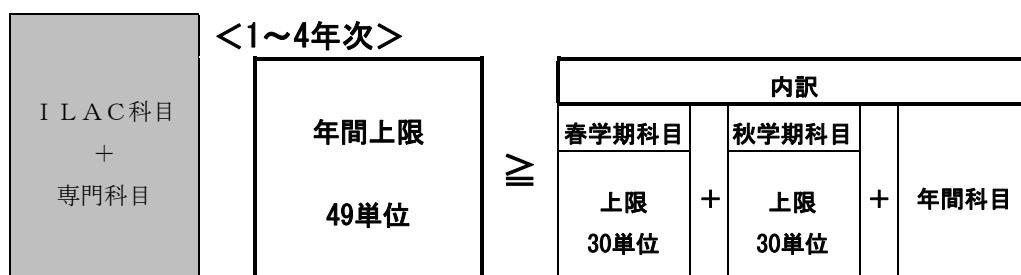 ＩＬＡＣ科目
＋
専門科目
＜1～4年次＞
年間上限
49単位
≧
内訳
春学期科目
上限
30単位
＋
秋学期科目
上限
30単位
＋
年間科目